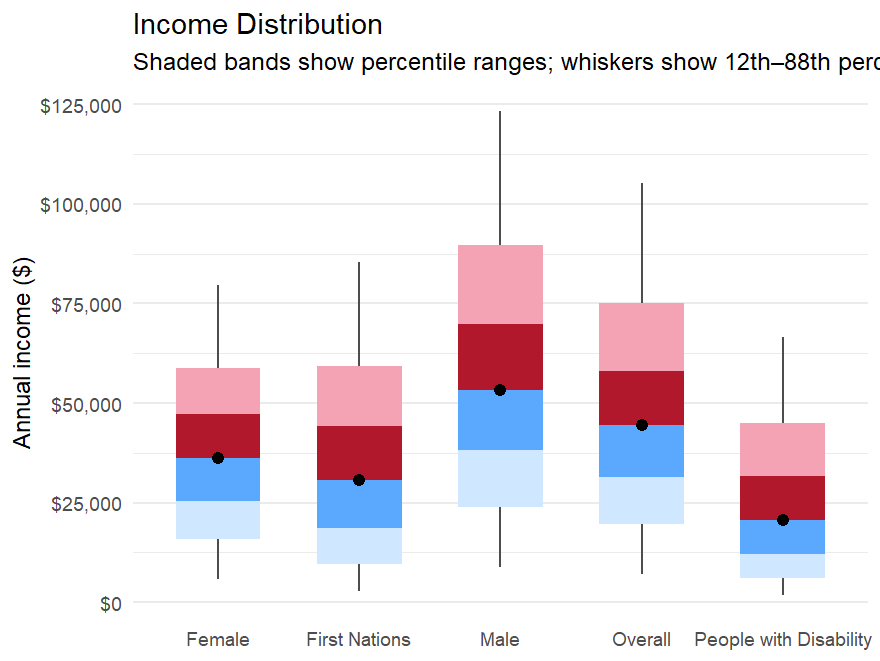 Income Distribution
Shaded bands show percentile ranges; whiskers show 12th–88th
$125,000
$100,000
$75,000
$50,000
$25,000
$0
Annual income ($)
Female
First Nations
Male
Overall
People with Disability